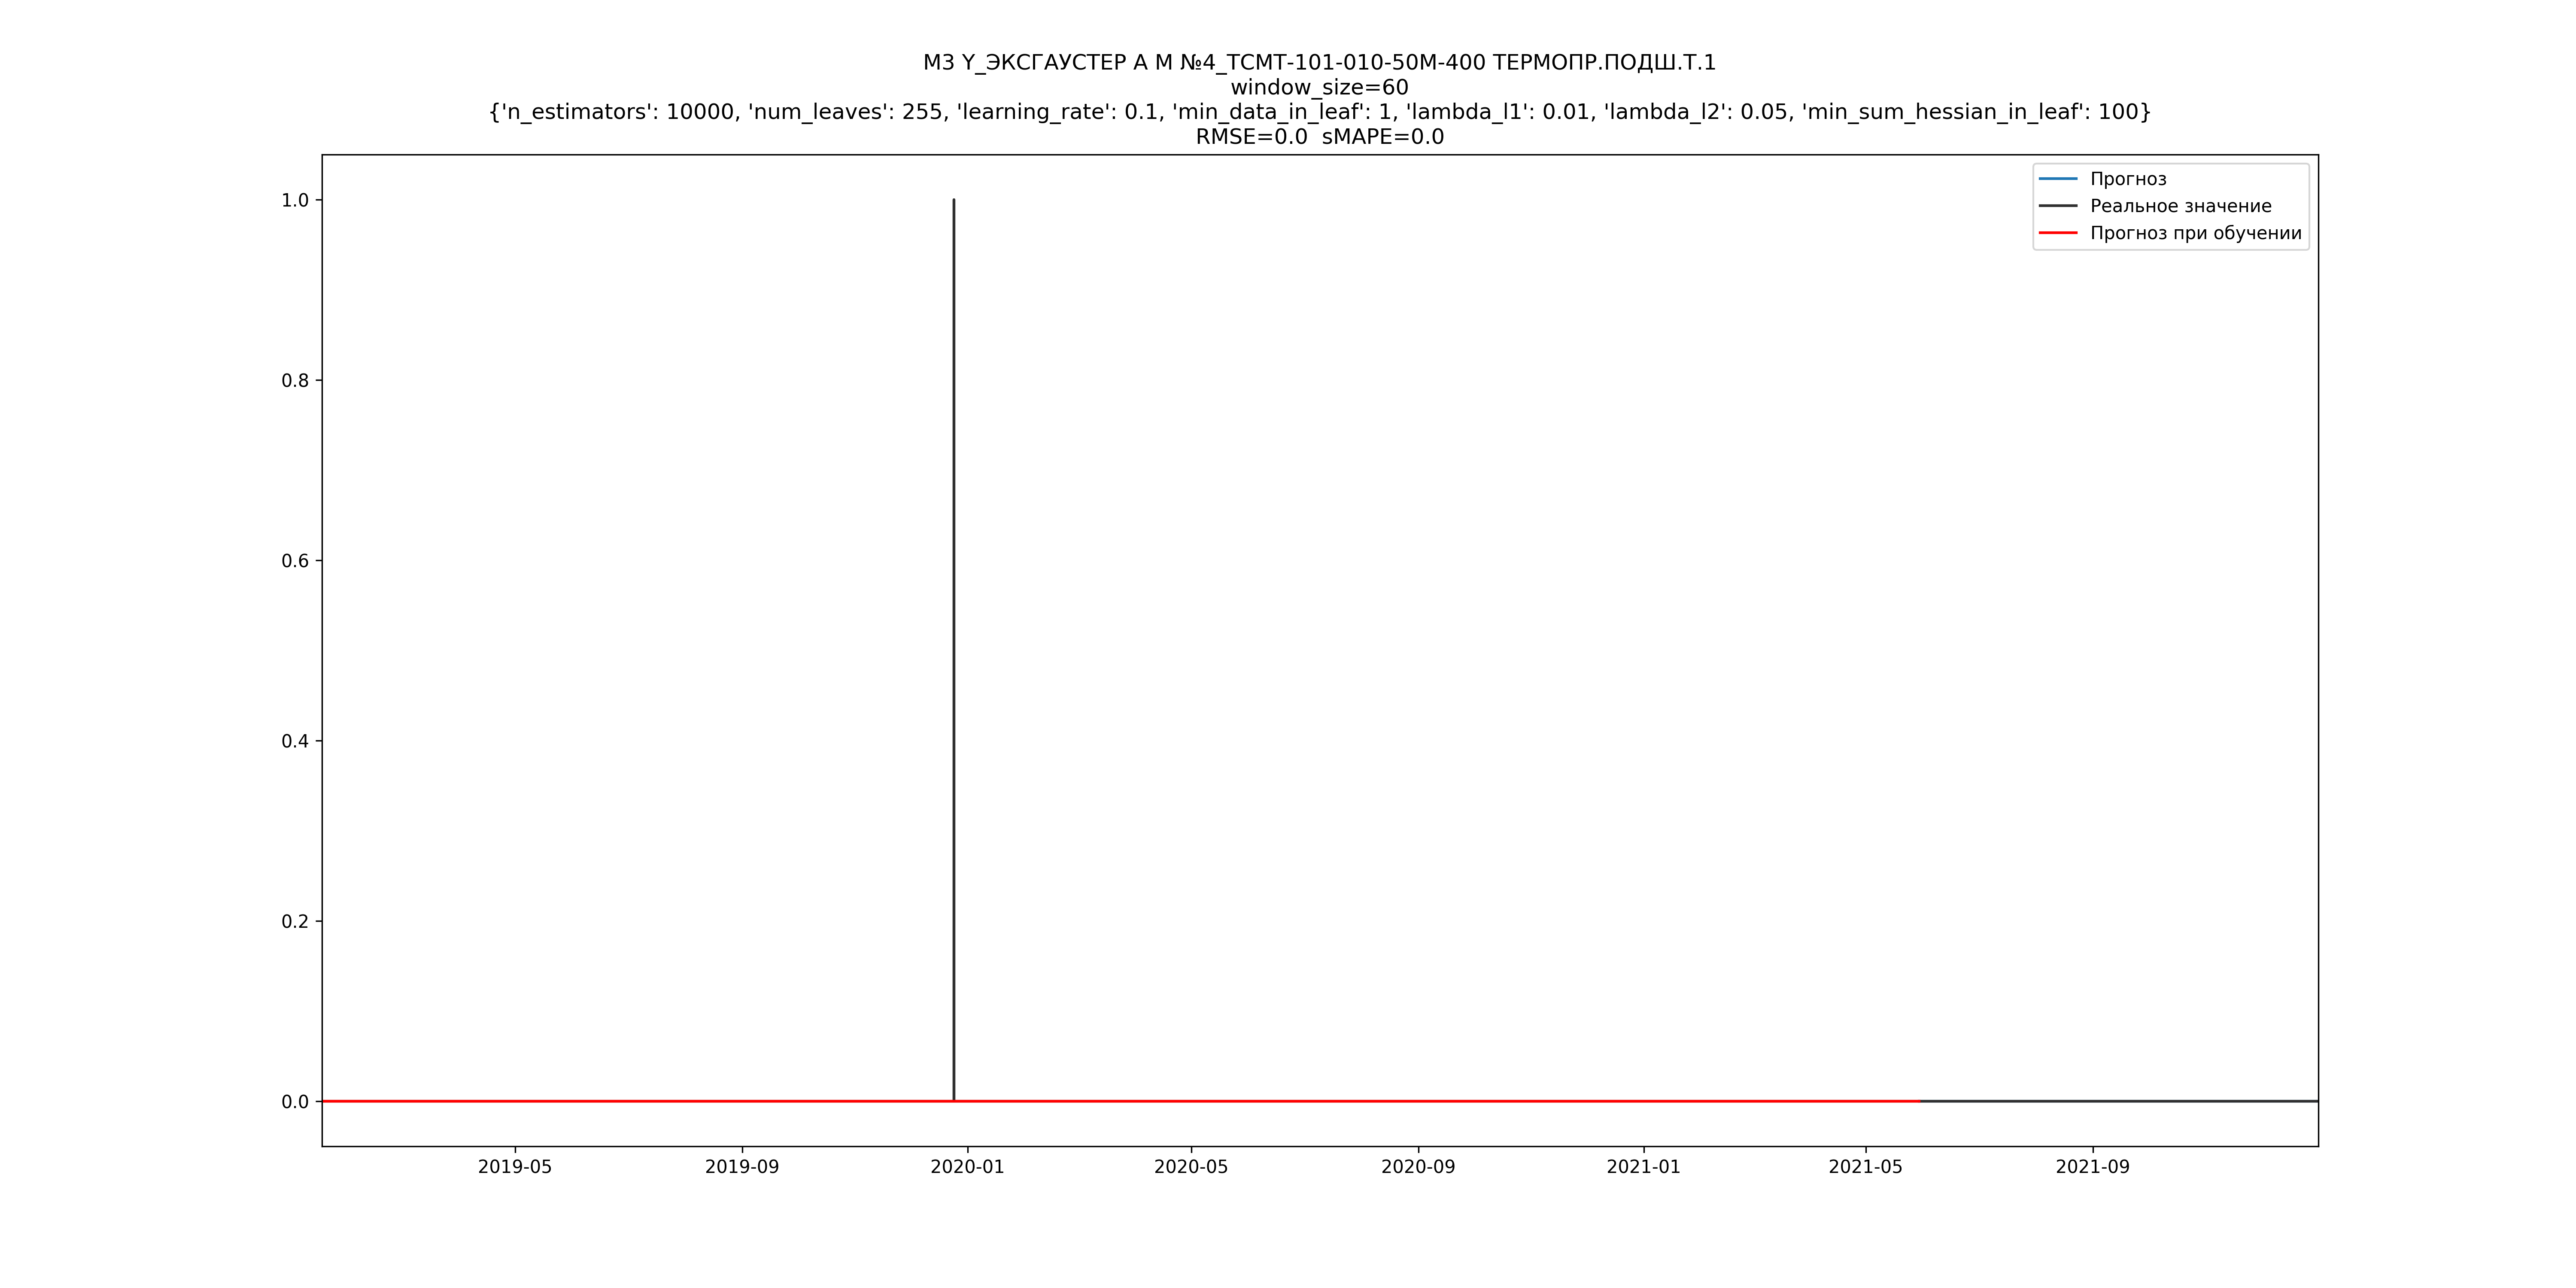 М3 Y_ЭКСГАУСТЕР А М №4_ТСМТ-101-010-50М-400 ТЕРМОПР.ПОДШ.Т.1
window_size=60
{'n_estimators': 10000, 'num_leaves': 255, 'learning_rate': 0.1, 'min_data_in_leaf': 1, 'lambda_l1': 0.01, 'lambda_l2': 0.05, 'min_sum_hessian_in_leaf': 100}
RMSE=0.0  sMAPE=0.0
Прогноз
Реальное значение
Прогноз при обучении
1.0
0.8
0.6
0.4
0.2
0.0
2019-05 2019-09 2020-01 2020-05 2020-09 2021-01 2021-05 2021-09